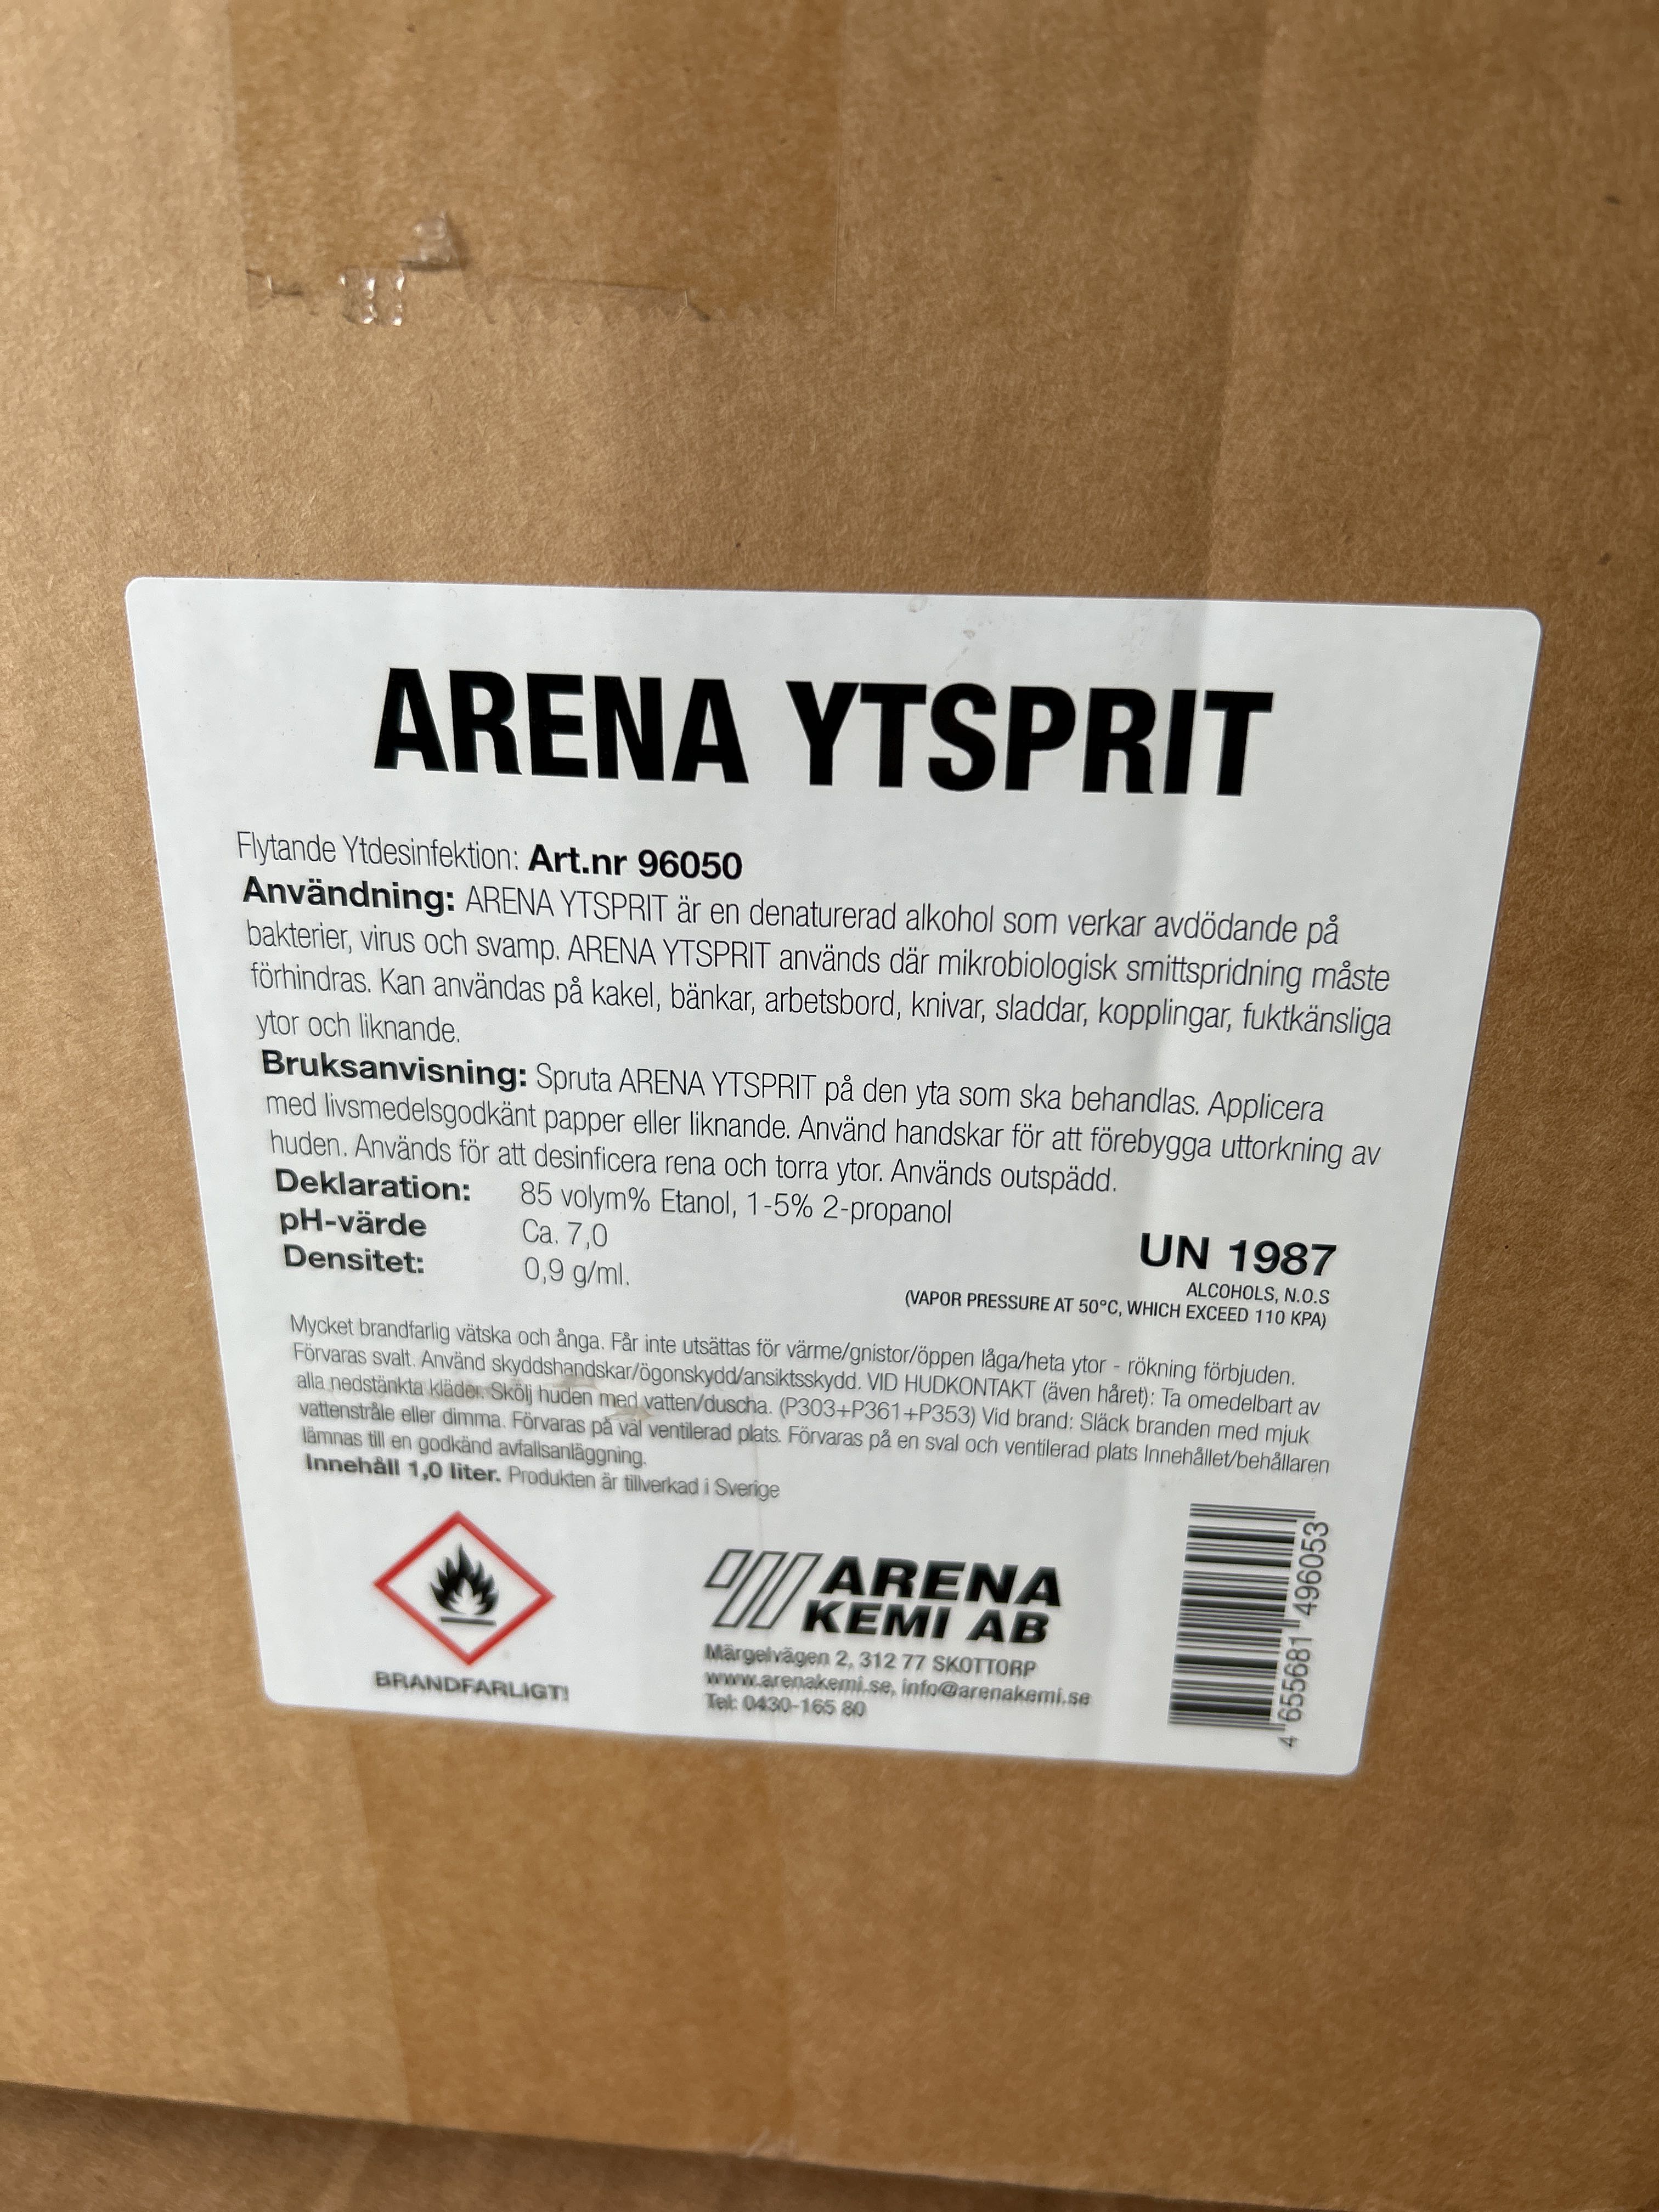 ARENA YTSPRIT
Flytande Ytdesinfektion: Art.nr 96050
Användning: ARENA YTSPRIT är en denaturerad alkohol som verkar avdödande på
bakterier, virus och svamp. ARENA YTSPRIT används där mikrobiologisk smittspridning måste
förhindras. Kan användas på kakel, bänkar, arbetsbord, knivar, sladdar, kopplingar, fuktkänsliga
ytor och liknande.
Bruksanvisning: Spruta ARENA YTSPRIT på den yta som ska behandlas. Applicera
med livsmedelsgodkänt papper eller liknande. Använd handskar för att förebygga uttorkning av
huden. Används för att desinficera rena och torra ytor. Används outspädd.
Deklaration: 85 volym% Etanol, 1-5% 2-propanol
pH-värde Ca. 7,0
Densitet: 0,9 g/ml.
UN 1987
ALCOHOLS, N.O.S
(VAPOR PRESSURE AT 50°C, WHICH EXCEED 110 KPA)
Mycket brandfarlig vätska och ånga. Får inte utsättas för värme/gnistor/öppen låga/heta ytor - rökning förbjuden.
Förvaras svalt. Använd skyddshandskar/ögonskydd/ansiktsskydd. VID HUDKONTAKT (även håret): Ta omedelbart av
alla nedstänkta kläder. Skölj huden med vatten/duscha. (P303+P361+P353) Vid brand: Släck branden med mjuk
vattenstråle eller dimma. Förvaras på väl ventilerad plats. Förvaras på en sval och ventilerad plats Innehållet/behållaren
lämnas till en godkänd avfallsanläggning.
Innehåll 1,0 liter. Produkten är tillverkad i Sverige
BRANDFARLIGT!
ARENA
KEMI AB
Märgelvägen 2, 312 77 SKOTTORP
www.arenakemi.se, info@arenakemi.se
Tel: 0430-165 80
4 655681 496053